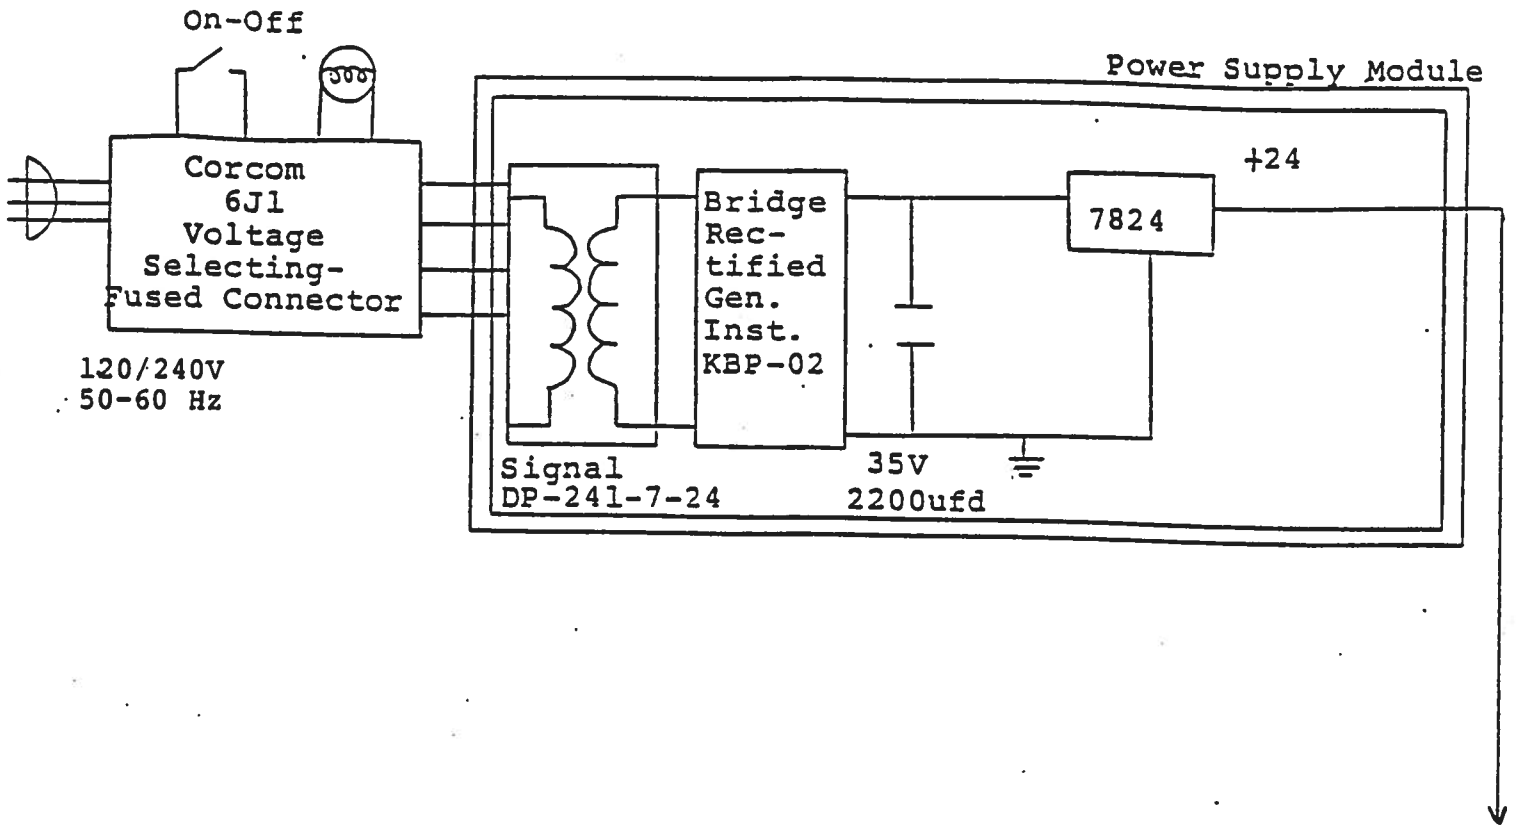 On-Off
Power Supply Module
Corcom
6J1
Voltage
Selecting-
Fused Connector
120/240V
50-60 Hz
Bridge
Rec-
tified
Gen.
Inst.
KBP-02
7824
+24
Signal
DP-241-7-24
35V
2200ufd